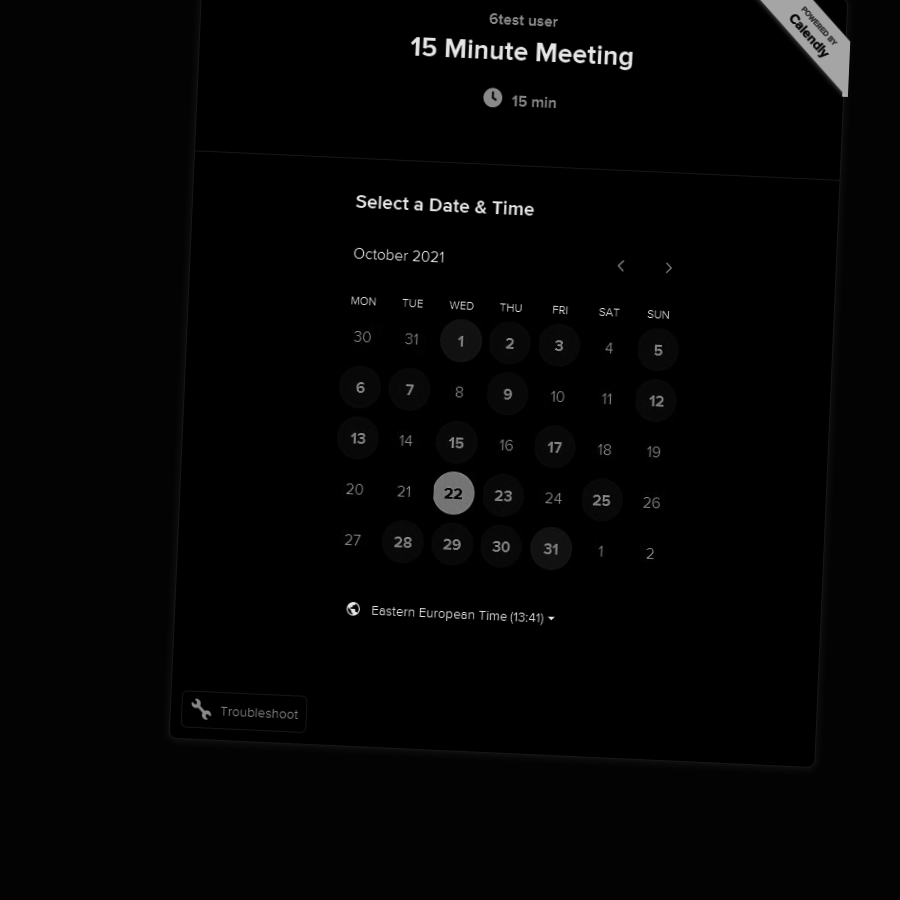 POWERED BY
Calendly
6test user
15 Minute Meeting
15 min
Select a Date & Time
October 2021
MON TUE WED THU FRI SAT SUN
30 31 1 2 3 4 5
6 7 8 9 10 11 12
13 14 15 16 17 18 19
20 21 22 23 24 25 26
27 28 29 30 31 1 2
Eastern European Time (13:41)
Troubleshoot